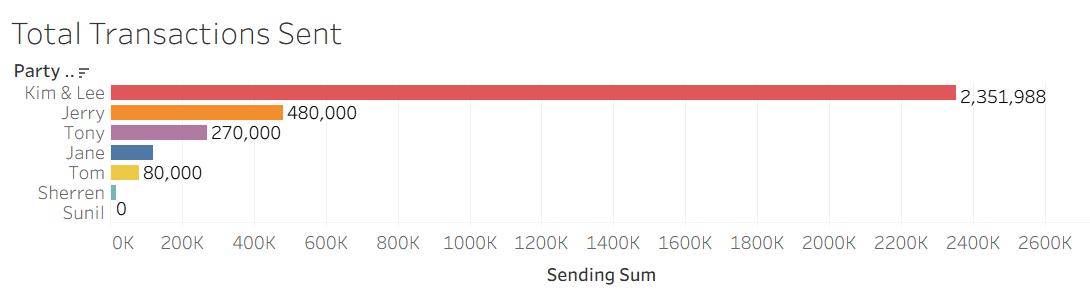 Total Transactions Sent
Party ..
Kim & Lee 2,351,988
Jerry 480,000
Tony 270,000
Jane
Tom 80,000
Sherren
Sunil 0
0K 200K 400K 600K 800K 1000K 1200K 1400K 1600K 1800K 2000K 2200K 2400K 2600K
Sending Sum